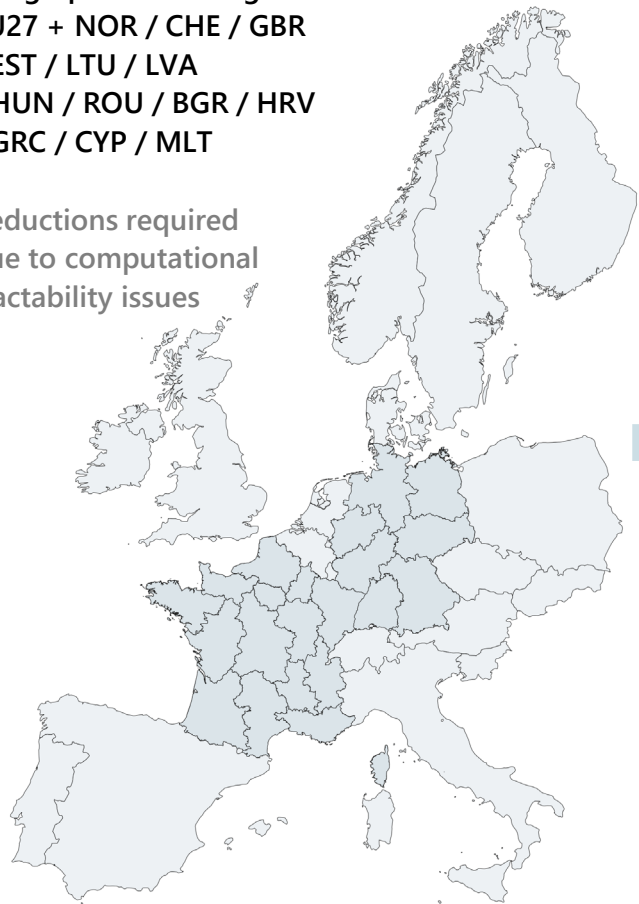 U27 + NOR / CHE / GBR
EST / LTU / LVA
HUN / ROU / BGR / HRV
GRC / CYP / MLT
eductions required
ue to computational
actability issues